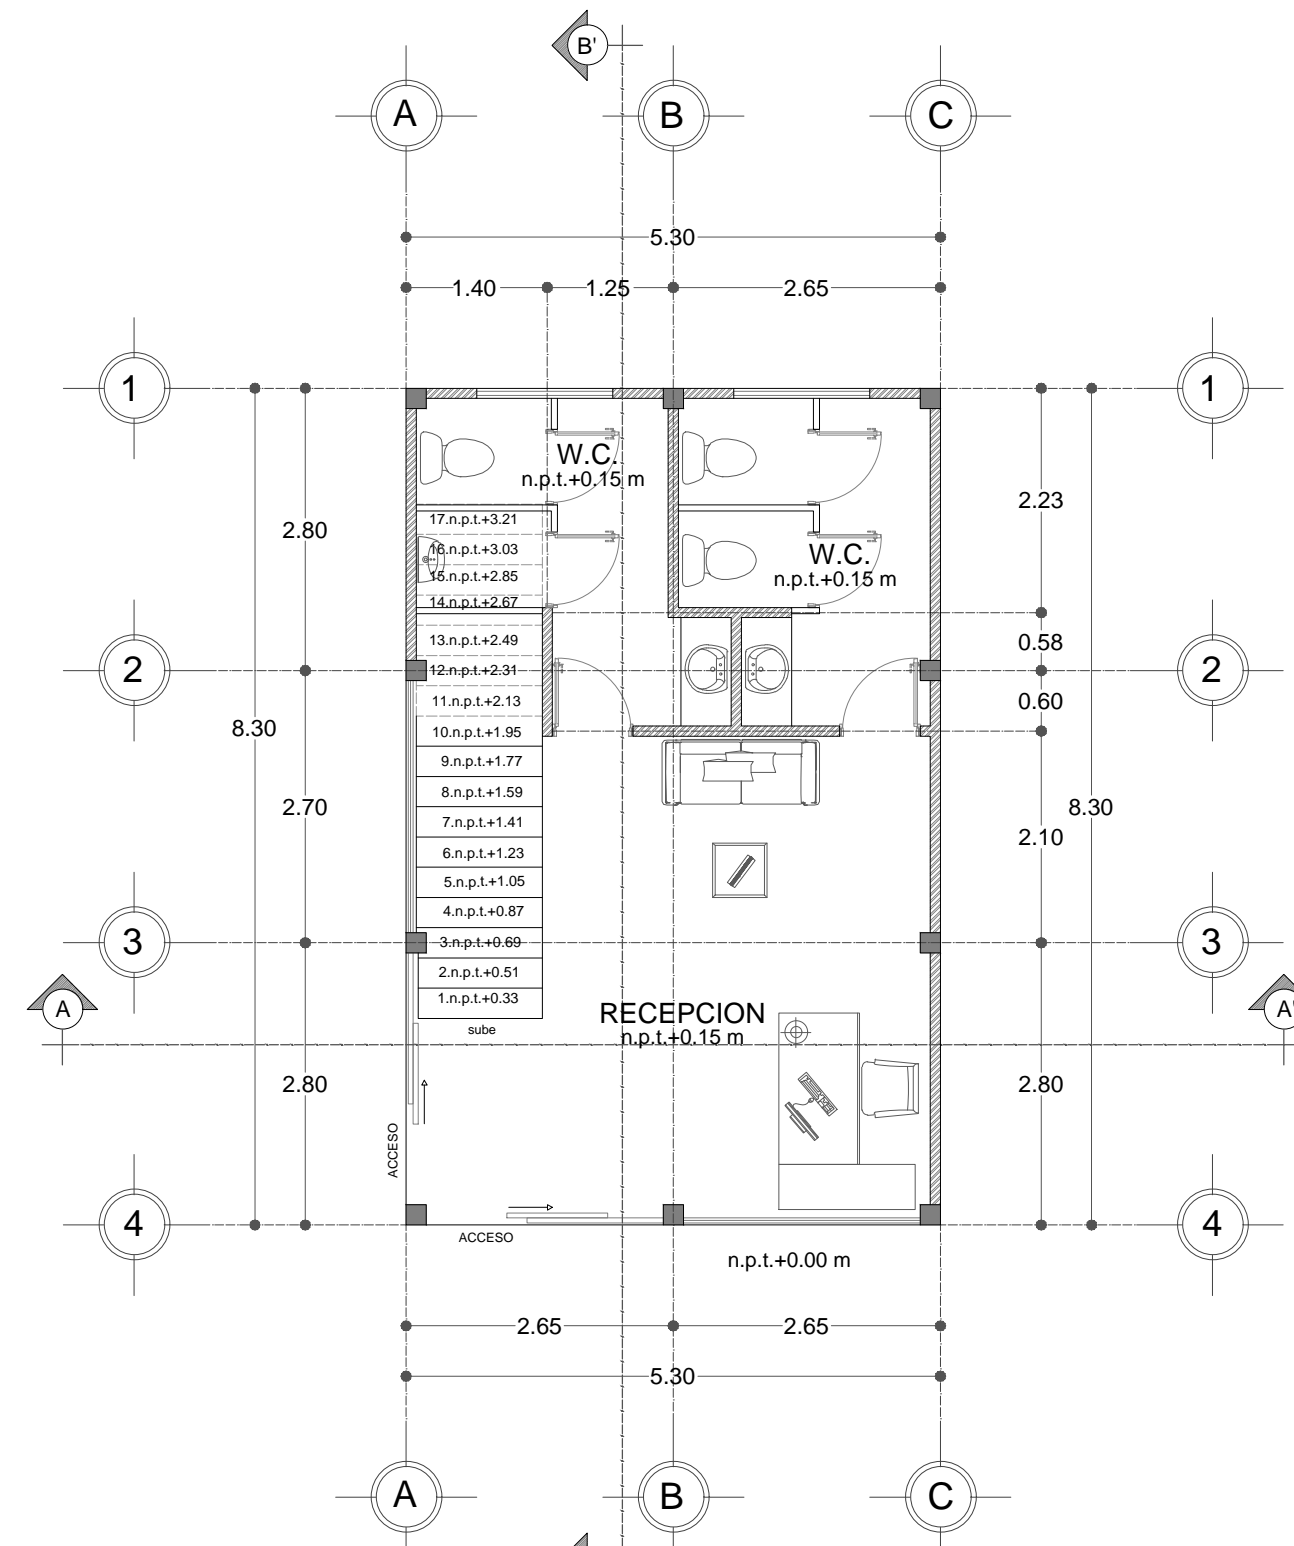 B'
A
B
C
5.30
1.40
1.25
2.65
1
1
W.C.
n.p.t.+0.15 m
2.23
17.n.p.t.+3.21
2.80
16.n.p.t.+3.03
W.C.
n.p.t.+0.15 m
15.n.p.t.+2.85
14.n.p.t.+2.67
13.n.p.t.+2.49
0.58
2
12.n.p.t.+2.31
2
11.n.p.t.+2.13
0.60
8.30
10.n.p.t.+1.95
9.n.p.t.+1.77
8.n.p.t.+1.59
2.70
8.30
7.n.p.t.+1.41
2.10
6.n.p.t.+1.23
5.n.p.t.+1.05
4.n.p.t.+0.87
3
3.n.p.t.+0.69
3
2.n.p.t.+0.51
1.n.p.t.+0.33
A
RECEPCION
A'
sube
n.p.t.+0.15 m
2.80
2.80
ACCESO
4
4
ACCESO
n.p.t.+0.00 m
2.65
2.65
5.30
A
B
C